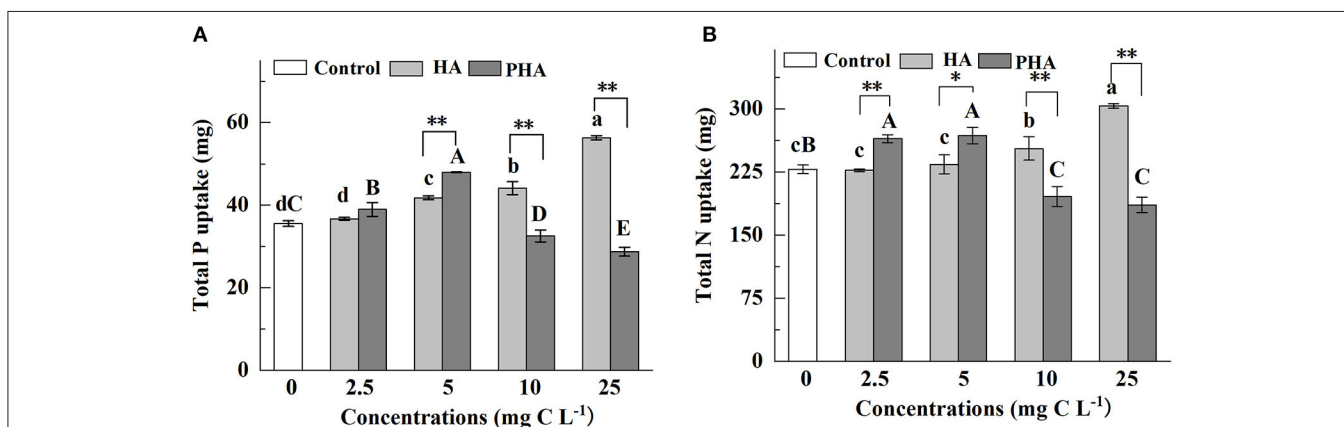 A
Control HA PHA
Total P uptake (mg)
60
40
20
0
dC
d
B
**
c
A
**
b
D
**
a
E
0 2.5 5 10 25
Concentrations (mg C L-1)
B
Control HA PHA
Total N uptake (mg)
300
225
150
75
0
cB
**
c
A
*
c
A
**
b
C
**
a
C
0 2.5 5 10 25
Concentrations (mg C L-1)